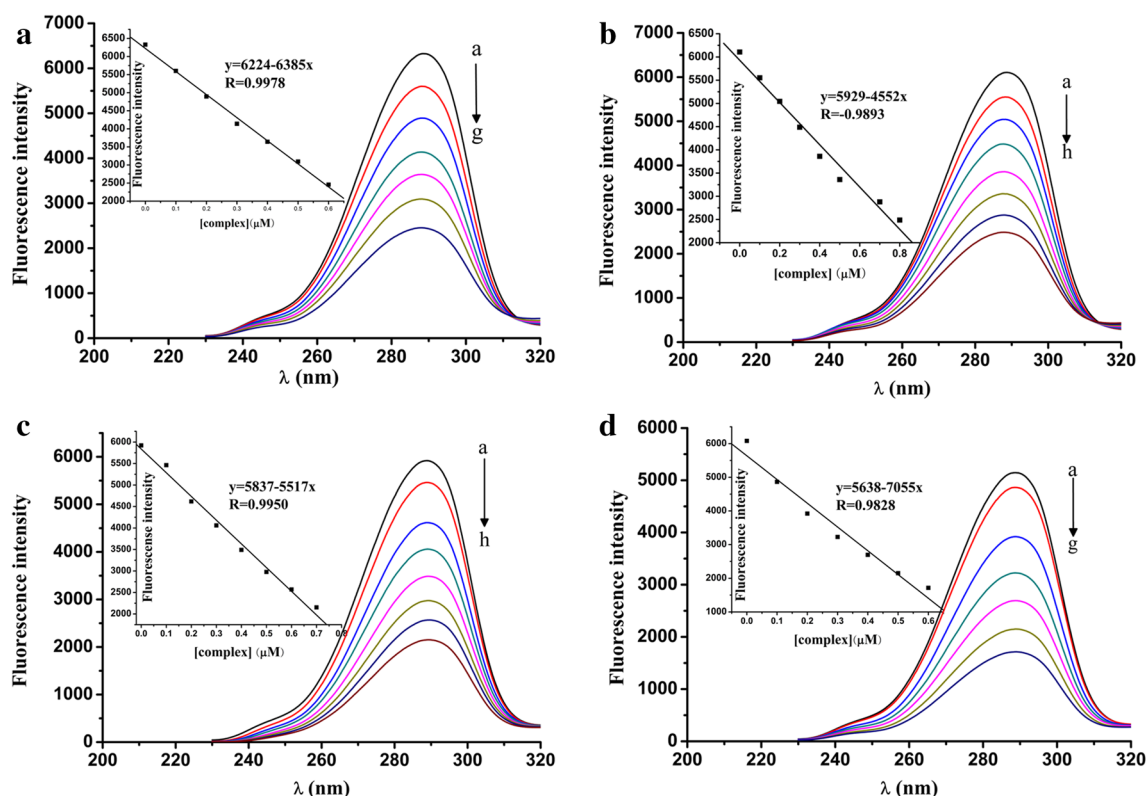 a
Fluorescence intensity
7000
6000
5000
4000
3000
2000
1000
0
200 220 240 260 280 300 320
λ (nm)
a
g
Fluorescence intensity
6500
6000
5500
5000
4500
4000
3500
3000
2500
2000
0.0 0.1 0.2 0.3 0.4 0.5 0.6
[complex](μM)
y=6224-6385x
R=0.9978
b
Fluorescence intensity
7000
6000
5000
4000
3000
2000
1000
0
200 220 240 260 280 300 320
λ (nm)
a
h
Fluorescence intensity
6000
5500
5000
4500
4000
3500
3000
2500
2000
0.0 0.2 0.4 0.6 0.8
[complex] (μM)
y=5929-4552x
R=-0.9893
c
Fluorescence intensity
7000
6000
5000
4000
3000
2000
1000
0
200 220 240 260 280 300 320
λ (nm)
a
h
Fluorescense intensity
6000
5500
5000
4500
4000
3500
3000
2500
2000
0.0 0.1 0.2 0.3 0.4 0.5 0.6 0.7 0.8
[complex] (μM)
y=5837-5517x
R=0.9950
d
Fluorescence intensity
6000
5000
4000
3000
2000
1000
0
200 220 240 260 280 300 320
λ (nm)
a
g
Fluorescence intensity
6000
5000
4000
3000
2000
1000
0.0 0.1 0.2 0.3 0.4 0.5 0.6
[complex] (μM)
y=5638-7055x
R=0.9828